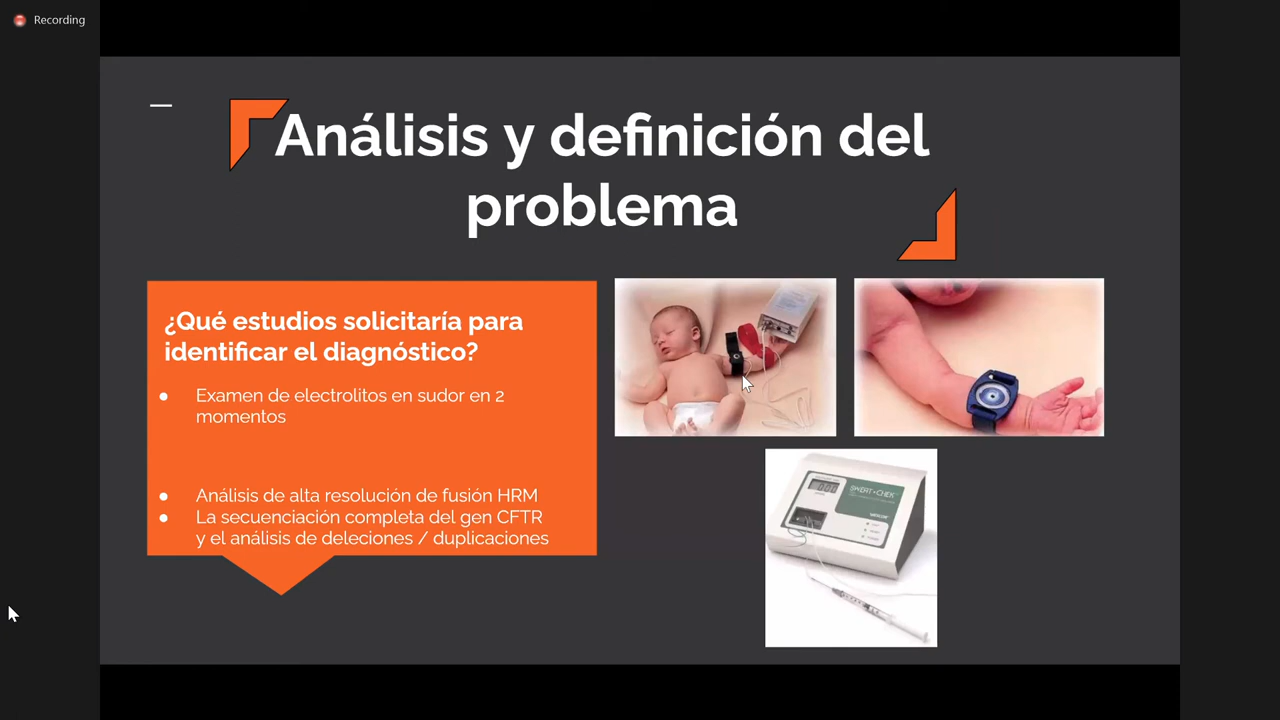 Recording
Análisis y definición del
problema
¿Qué estudios solicitaría para
identificar el diagnóstico?
● Examen de electrolitos en sudor en 2
momentos
● Análisis de alta resolución de fusión HRM
● La secuenciación completa del gen CFTR
y el análisis de deleciones / duplicaciones
SWEAT•CHEK